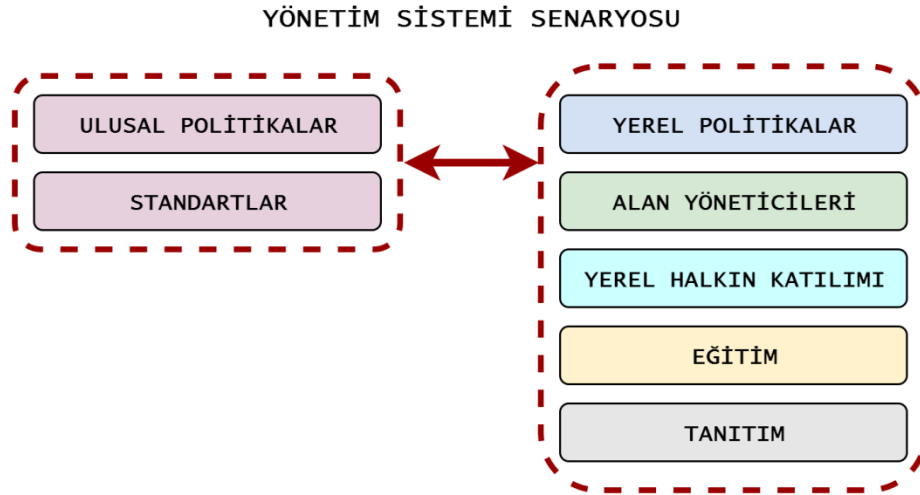 YÖNETİM SİSTEMİ SENARYOSU
ULUSAL POLİTİKALAR
STANDARTLAR
YEREL POLİTİKALAR
ALAN YÖNETİCİLERİ
YEREL HALKIN KATILIMI
EĞİTİM
TANITIM